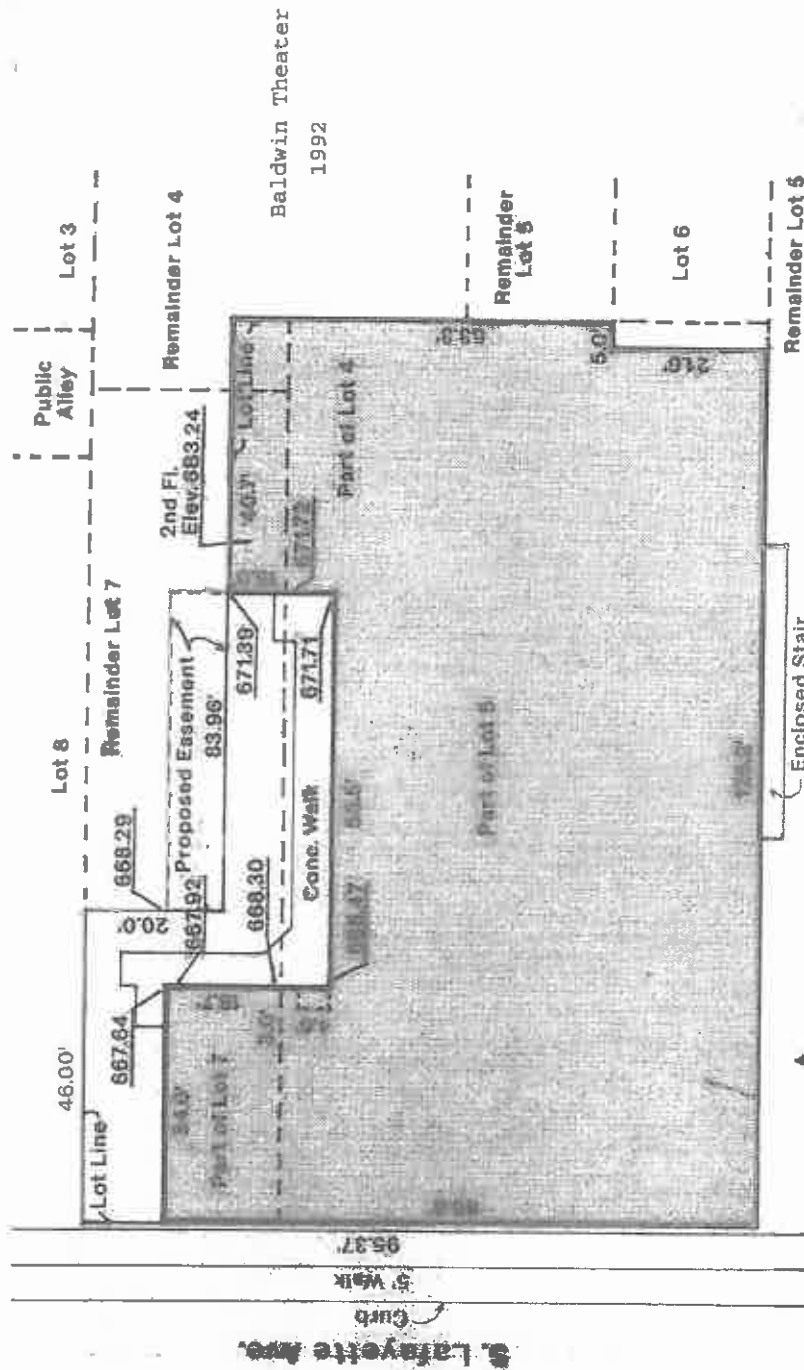 Baldwin Theater
1992
Lot 3
Public
Alley
Remainder Lot 4
Lot 8
Remainder Lot 7
2nd Fl.
Elev. 683.24
Lot Line
40.7'
671.72
Part of Lot 4
Remainder
Lot 5
Lot 6
Remainder Lot 5
5.0'
21.6'
Proposed Easement
83.96'
671.39
671.71
668.29
20.0'
667.92
668.30
Conc. Walk
46.00'
Lot Line
667.64
Part of Lot 7
Part of Lot 5
Enclosed Stair
95.37'
5' Walk
Curb
S. Lafayette Ave.